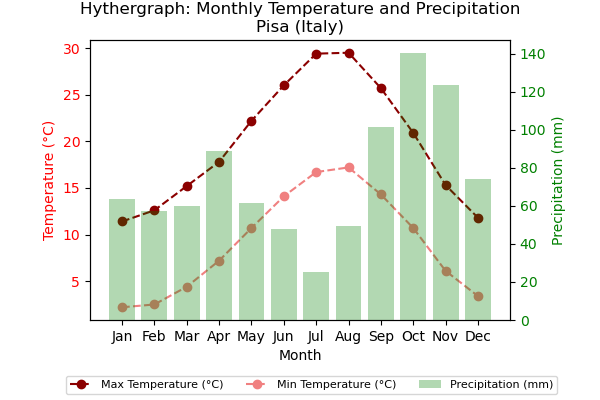 Hythergraph: Monthly Temperature and Precipitation
Pisa (Italy)
Temperature (°C)
30
25
20
15
10
5
140
120
100
80
60
40
20
0
Precipitation (mm)
Jan Feb Mar Apr May Jun Jul Aug Sep Oct Nov Dec
Month
Max Temperature (°C) Min Temperature (°C) Precipitation (mm)